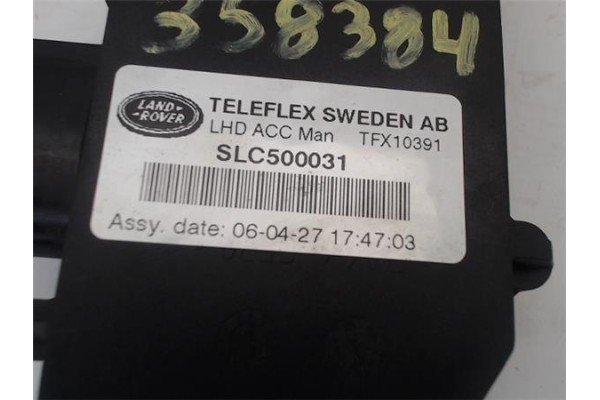 358384
LAND-
ROVER
TELEFLEX SWEDEN AB
LHD ACC Man TFX10391
SLC500031
Assy. date: 06-04-27 17:47:03